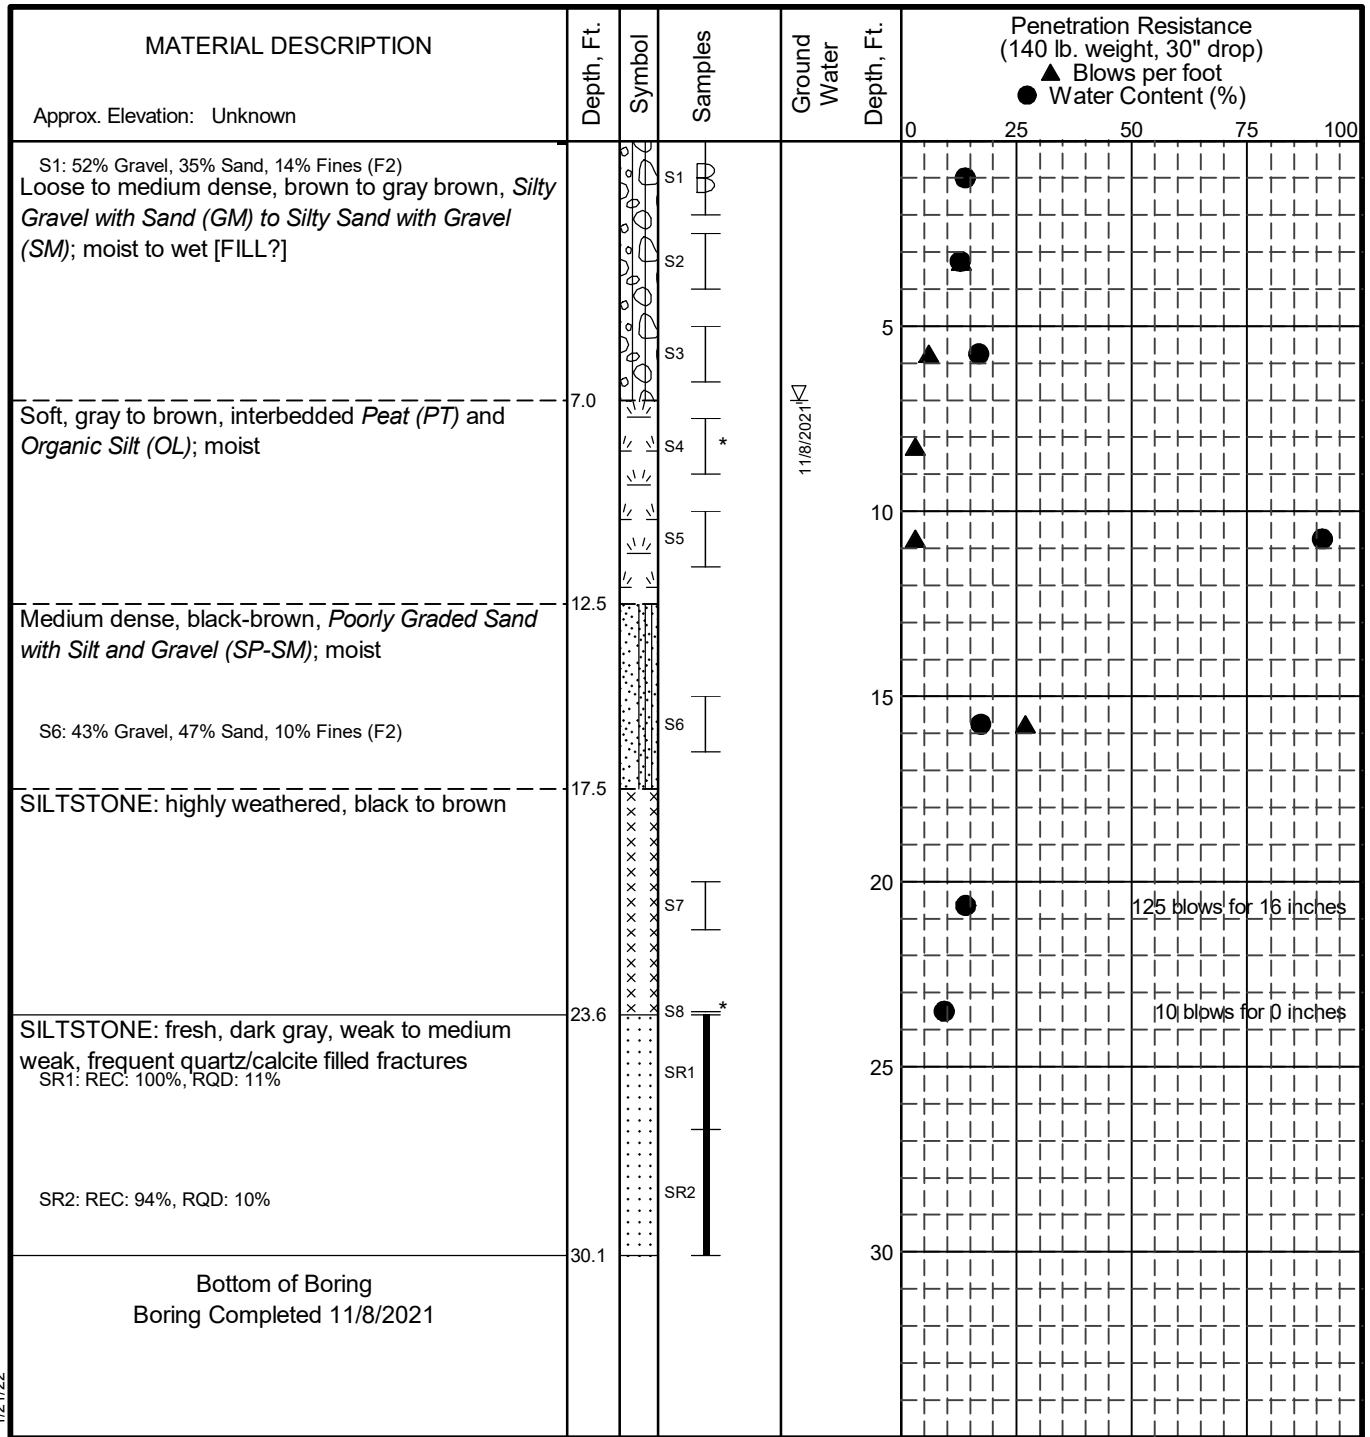 MATERIAL DESCRIPTION
Approx. Elevation: Unknown
Depth, Ft.
Symbol
Samples
Ground
Water
Depth, Ft.
Penetration Resistance
(140 lb. weight, 30" drop)
▲ Blows per foot
● Water Content (%)
0 25 50 75 100
S1: 52% Gravel, 35% Sand, 14% Fines (F2)
Loose to medium dense, brown to gray brown, Silty
Gravel with Sand (GM) to Silty Sand with Gravel
(SM); moist to wet [FILL?]
S1
S2
S3
5
7.0
11/8/2021
Soft, gray to brown, interbedded Peat (PT) and
Organic Silt (OL); moist
S4 *
S5
10
12.5
Medium dense, black-brown, Poorly Graded Sand
with Silt and Gravel (SP-SM); moist
S6: 43% Gravel, 47% Sand, 10% Fines (F2)
S6
15
17.5
SILTSTONE: highly weathered, black to brown
S7
20
125 blows for 16 inches
S8 *
10 blows for 0 inches
23.6
SILTSTONE: fresh, dark gray, weak to medium
weak, frequent quartz/calcite filled fractures
SR1: REC: 100%, RQD: 11%
SR1
25
SR2: REC: 94%, RQD: 10%
SR2
30
30.1
Bottom of Boring
Boring Completed 11/8/2021